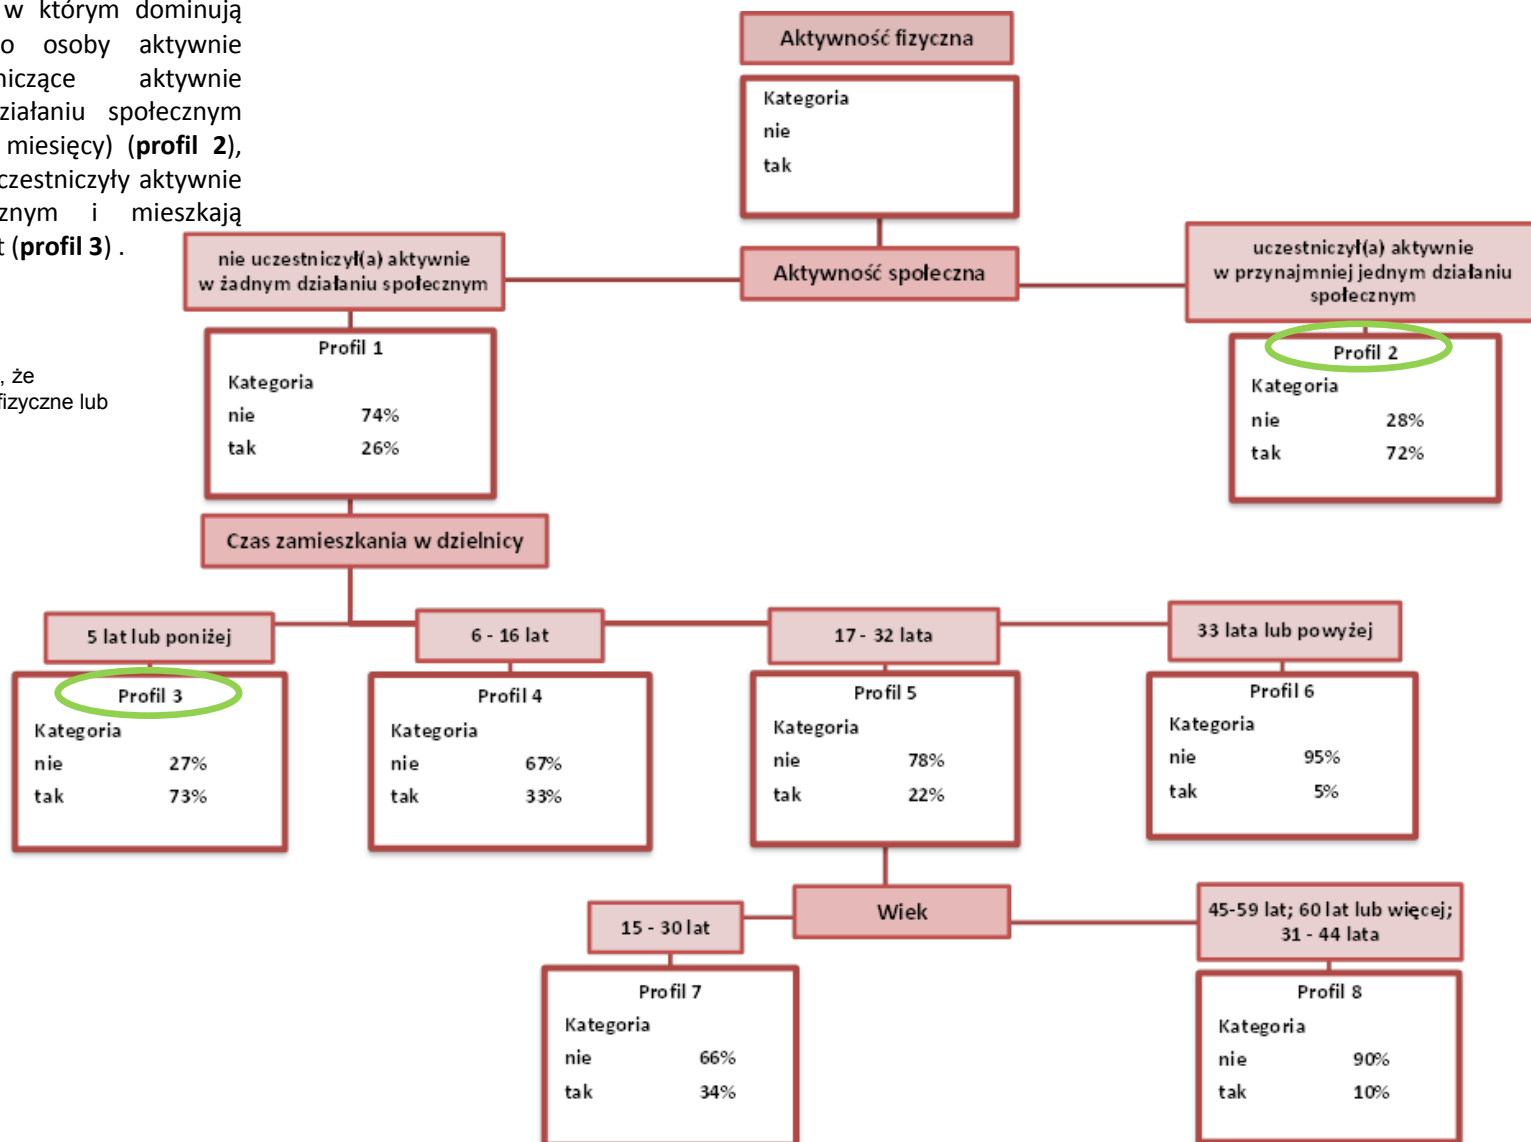 w którym dominują
o osoby aktywnie
niczące aktywnie
działaniu społecznym
miesięcy) (profil 2),
czestniczyły aktywnie
znym i mieszkają
t (profil 3) .
, że
fizyczne lub
Aktywność fizyczna
Kategoria
nie
tak
Aktywność społeczna
nie uczestniczył(a) aktywnie
w żadnym działaniu społecznym
uczestniczył(a) aktywnie
w przynajmniej jednym działaniu
społecznym
Profil 1
Kategoria
nie 74%
tak 26%
Profil 2
Kategoria
nie 28%
tak 72%
Czas zamieszkania w dzielnicy
5 lat lub poniżej
6 - 16 lat
17 - 32 lata
33 lata lub powyżej
Profil 3
Kategoria
nie 27%
tak 73%
Profil 4
Kategoria
nie 67%
tak 33%
Profil 5
Kategoria
nie 78%
tak 22%
Profil 6
Kategoria
nie 95%
tak 5%
Wiek
15 - 30 lat
45-59 lat; 60 lat lub więcej;
31 - 44 lata
Profil 7
Kategoria
nie 66%
tak 34%
Profil 8
Kategoria
nie 90%
tak 10%